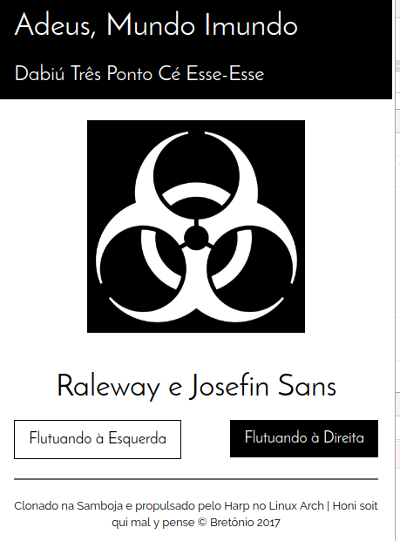 Adeus, Mundo Imundo
Dabiú Três Ponto Cé Esse-Esse
Raleway e Josefin Sans
Flutuando à Esquerda
Flutuando à Direita
Clonado na Samboja e propulsado pelo Harp no Linux Arch | Honi soit
qui mal y pense © Bretônio 2017